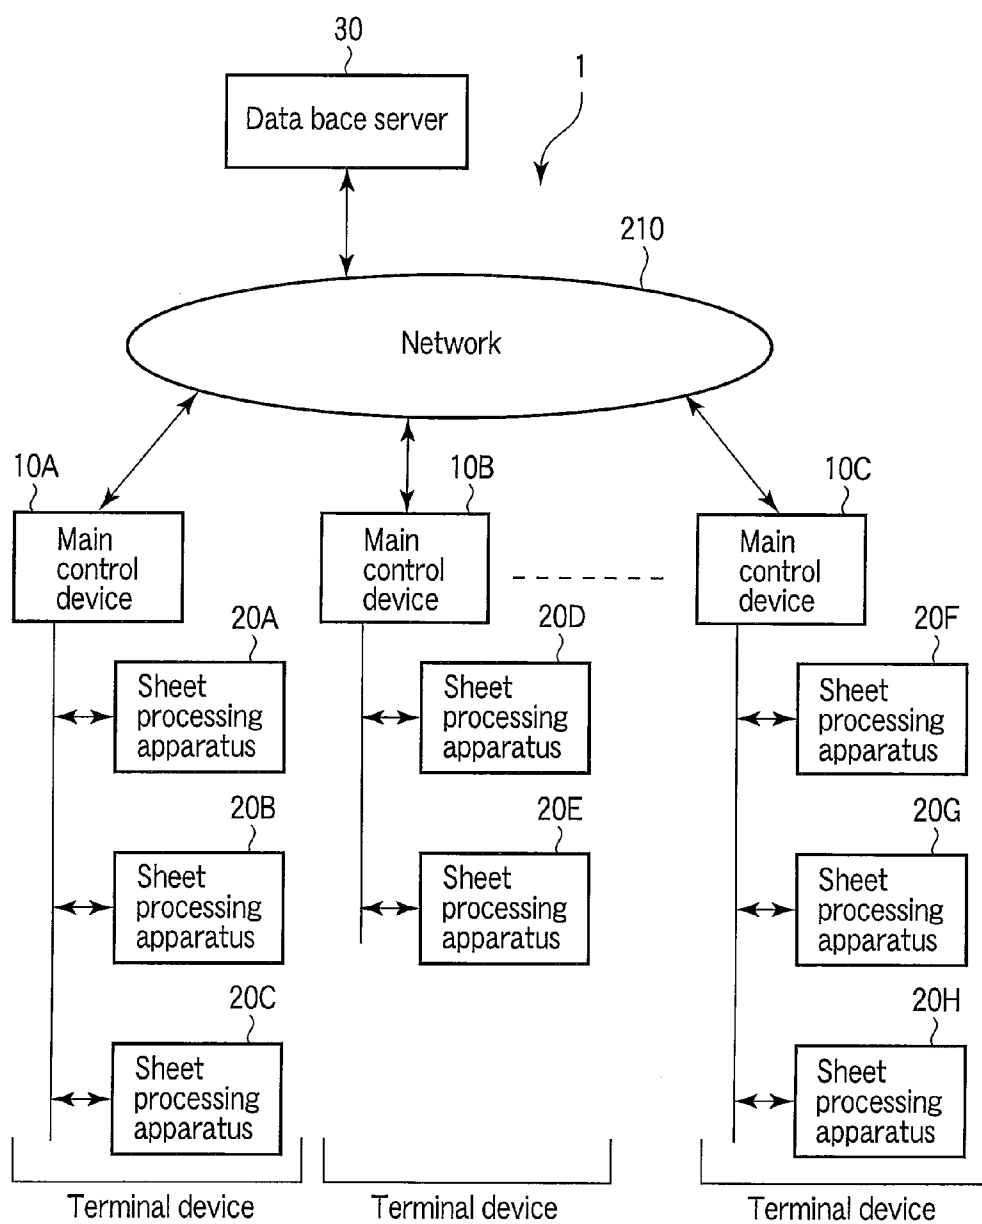 30
1
Data bace server
210
Network
10A
10B
10C
Main
control
device
Main
control
device
Main
control
device
20A
20D
20F
Sheet
processing
apparatus
Sheet
processing
apparatus
Sheet
processing
apparatus
20B
20E
20G
Sheet
processing
apparatus
Sheet
processing
apparatus
Sheet
processing
apparatus
20C
20H
Sheet
processing
apparatus
Sheet
processing
apparatus
Terminal device
Terminal device
Terminal device